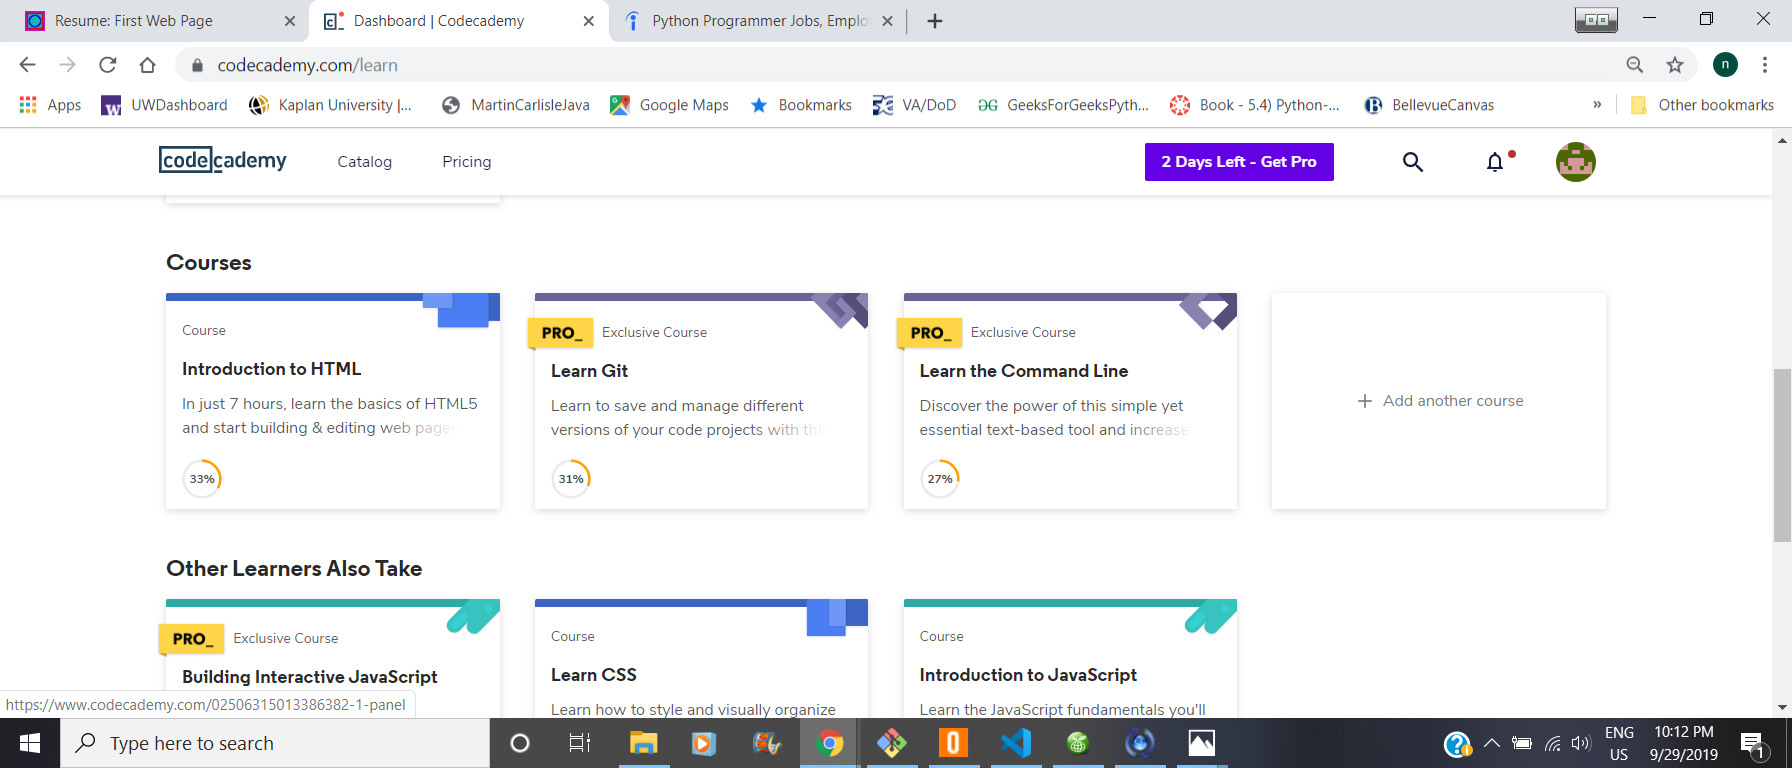 Resume: First Web Page
Dashboard | Codecademy
Python Programmer Jobs, Emplo
codecademy.com/learn
n
Apps
UWDashboard
Kaplan University |...
MartinCarlisleJava
Google Maps
Bookmarks
VA/DoD
GeeksForGeeksPyth...
Book - 5.4) Python-...
BellevueCanvas
»
Other bookmarks
codecademy
Catalog
Pricing
2 Days Left - Get Pro
Courses
Course
Introduction to HTML
In just 7 hours, learn the basics of HTML5
and start building & editing web pages
33%
PRO_ Exclusive Course
Learn Git
Learn to save and manage different
versions of your code projects with thi
31%
PRO_ Exclusive Course
Learn the Command Line
Discover the power of this simple yet
essential text-based tool and increase
27%
+ Add another course
Other Learners Also Take
PRO_ Exclusive Course
Building Interactive JavaScript
Course
Learn CSS
Learn how to style and visually organize
Course
Introduction to JavaScript
Learn the JavaScript fundamentals you'll
https://www.codecademy.com/02506315013386382-1-panel
Type here to search
ENG
US
10:12 PM
9/29/2019
1